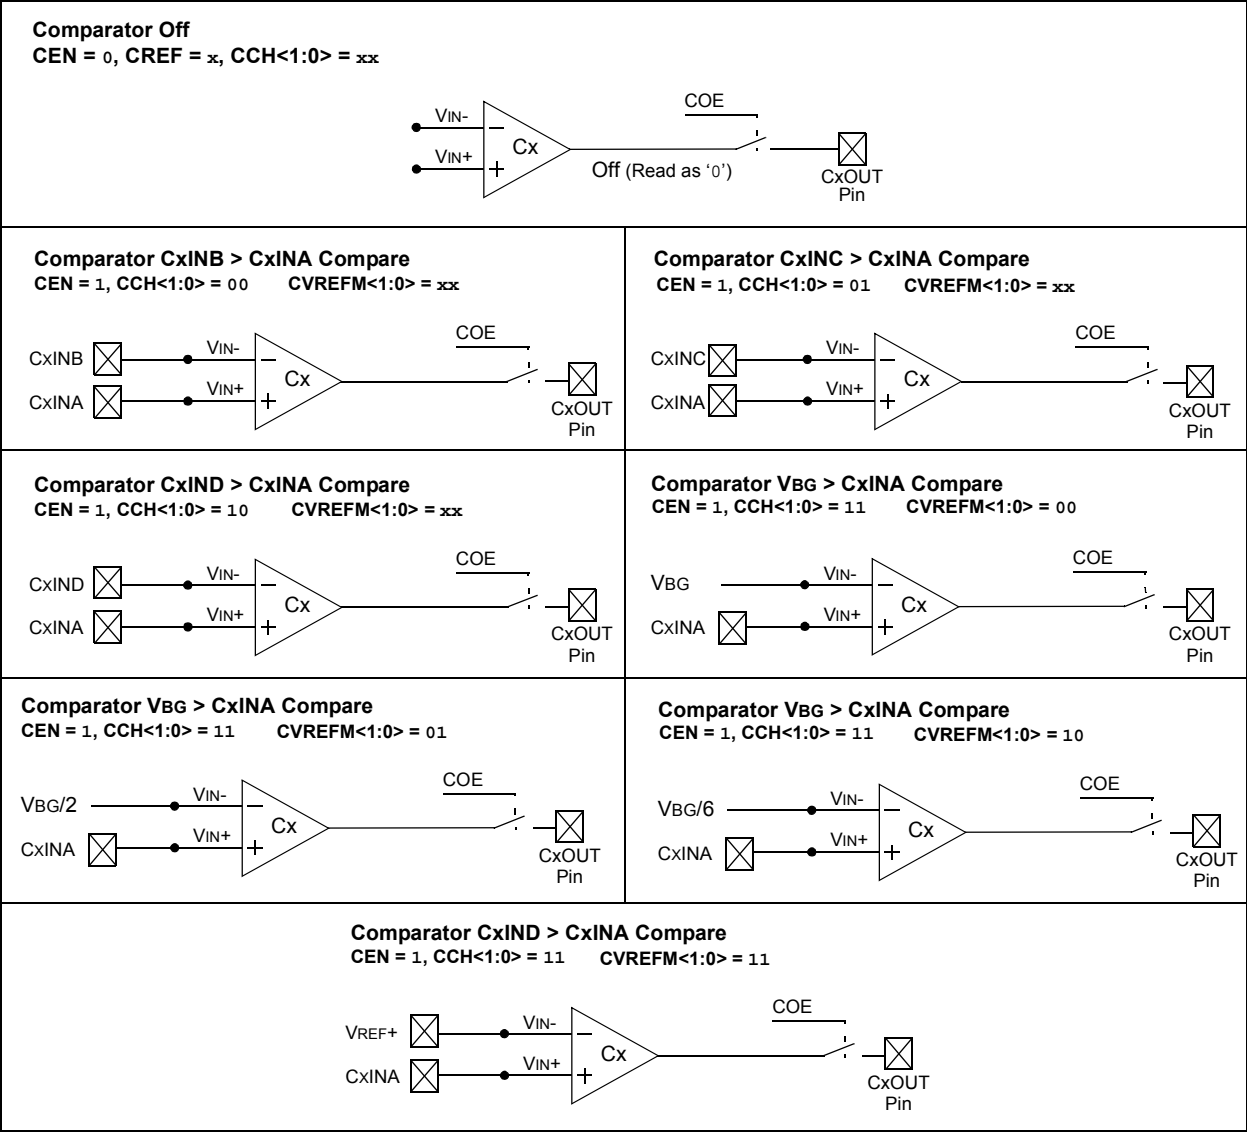 Comparator Off
CEN = 0, CREF = x, CCH<1:0> = xx
COE
VIN-
VIN+
Cx
Off (Read as ‘0’)
CxOUT
Pin
Comparator CxINB > CxINA Compare
CEN = 1, CCH<1:0> = 00 CVREFM<1:0> = xx
COE
CxINB
VIN-
CxINA
VIN+
Cx
CxOUT
Pin
Comparator CxINC > CxINA Compare
CEN = 1, CCH<1:0> = 01 CVREFM<1:0> = xx
COE
CxINC
VIN-
CxINA
VIN+
Cx
CxOUT
Pin
Comparator CxIND > CxINA Compare
CEN = 1, CCH<1:0> = 10 CVREFM<1:0> = xx
COE
CxIND
VIN-
CxINA
VIN+
Cx
CxOUT
Pin
Comparator VBG > CxINA Compare
CEN = 1, CCH<1:0> = 11 CVREFM<1:0> = 00
COE
VBG
VIN-
CxINA
VIN+
Cx
CxOUT
Pin
Comparator VBG > CxINA Compare
CEN = 1, CCH<1:0> = 11 CVREFM<1:0> = 01
COE
VBG/2
VIN-
CxINA
VIN+
Cx
CxOUT
Pin
Comparator VBG > CxINA Compare
CEN = 1, CCH<1:0> = 11 CVREFM<1:0> = 10
COE
VBG/6
VIN-
CxINA
VIN+
Cx
CxOUT
Pin
Comparator CxIND > CxINA Compare
CEN = 1, CCH<1:0> = 11 CVREFM<1:0> = 11
COE
VREF+
VIN-
CxINA
VIN+
Cx
CxOUT
Pin